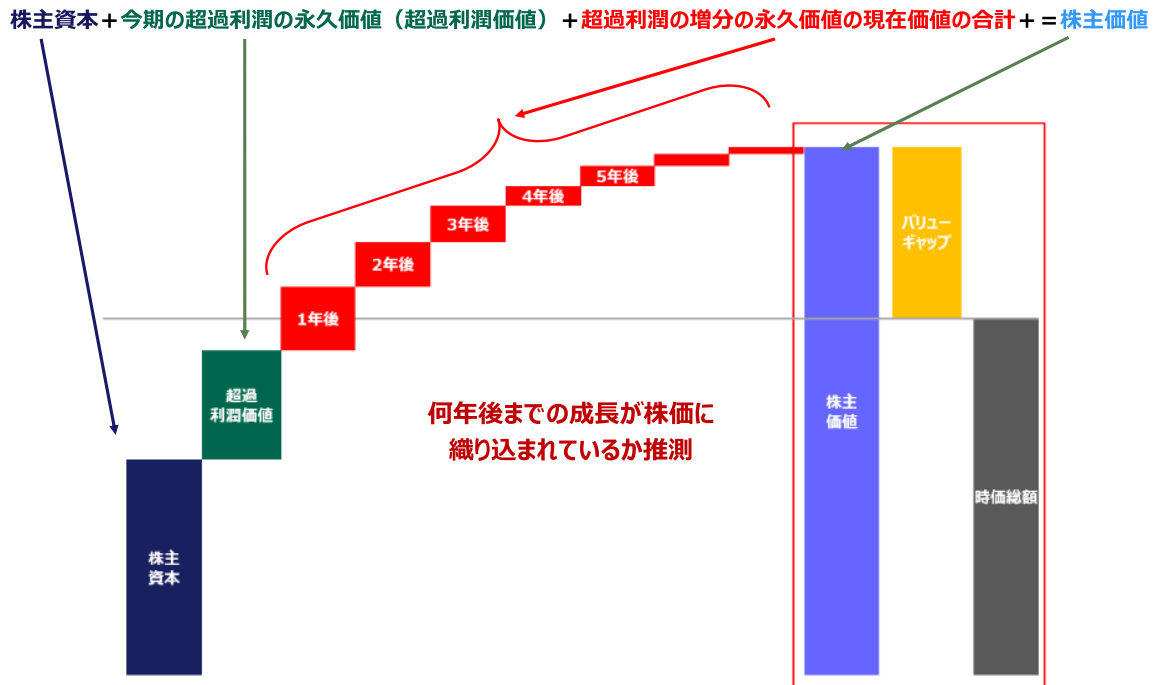 株主資本＋今期の超過利潤の永久価値（超過利潤価値）＋超過利潤の増分の永久価値の現在価値の合計＋＝株主価値
5年後
4年後
3年後
2年後
1年後
バリュー
ギャップ
超過
利潤価値
株主
価値
何年後までの成長が株価に
織り込まれているか推測
時価総額
株主
資本